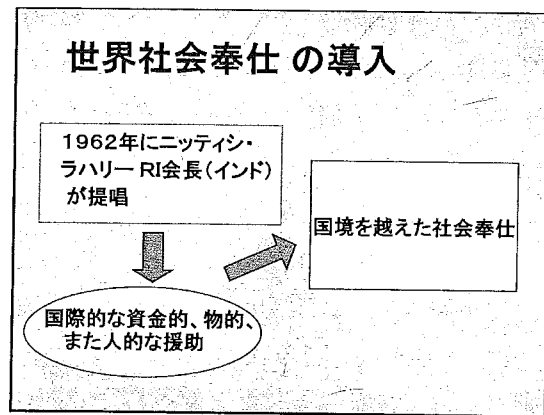 世界社会奉仕 の導入
1962年にニッティシ・
ラハリー RI会長(インド)
が提唱
国境を越えた社会奉仕
国際的な資金的、物的、
また人的な援助